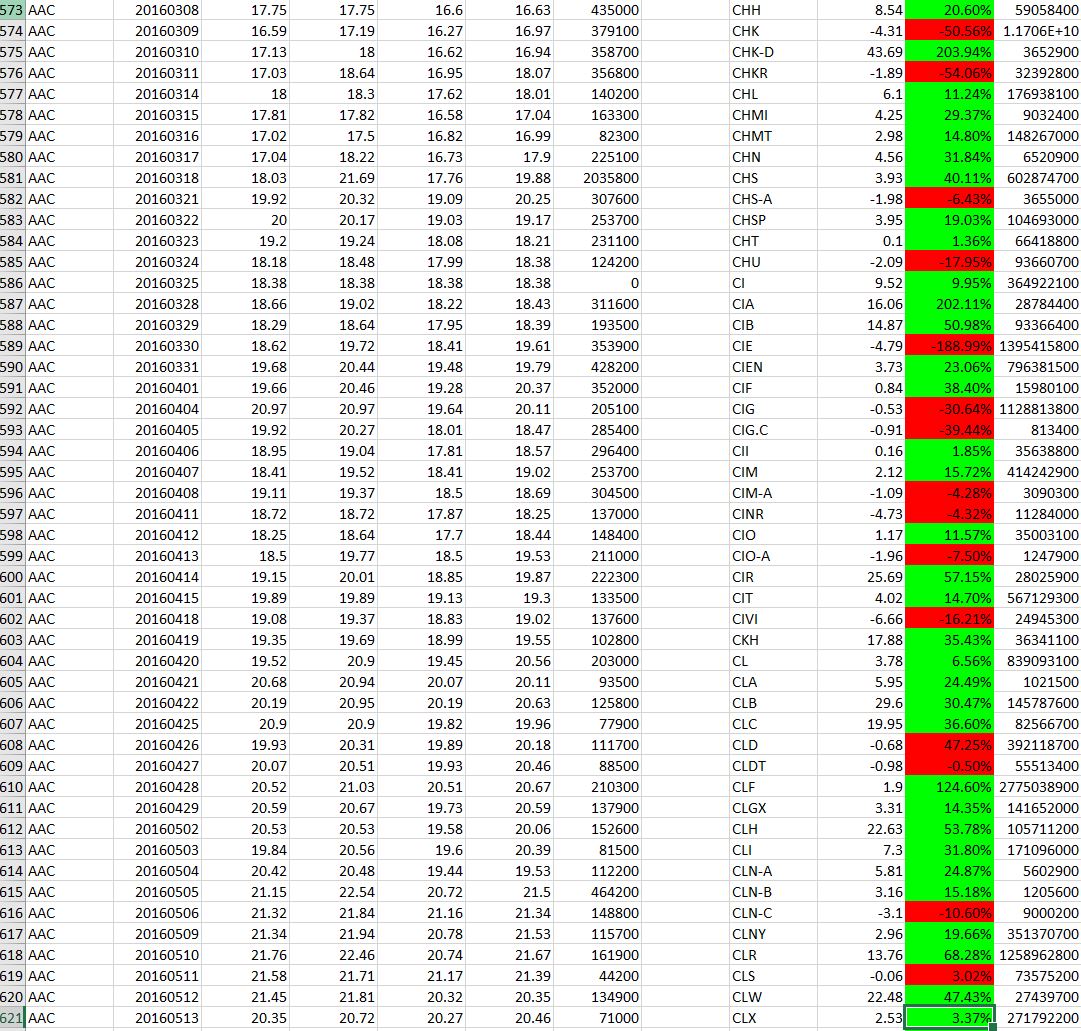 573 AAC 20160308 17.75 17.75 16.6 16.63 435000 CHH 8.54 20.60% 59058400
574 AAC 20160309 16.59 17.19 16.27 16.97 379100 CHK -4.31 -50.56% 1.1706E+10
575 AAC 20160310 17.13 18 16.62 16.94 358700 CHK-D 43.69 203.94% 3652900
576 AAC 20160311 17.03 18.64 16.95 18.07 356800 CHKR -1.89 -54.06% 32392800
577 AAC 20160314 18 18.3 17.62 18.01 140200 CHL 6.1 11.24% 176938100
578 AAC 20160315 17.81 17.82 16.58 17.04 163300 CHMI 4.25 29.37% 9032400
579 AAC 20160316 17.02 17.5 16.82 16.99 82300 CHMT 2.98 14.80% 148267000
580 AAC 20160317 17.04 18.22 16.73 17.9 225100 CHN 4.56 31.84% 6520900
581 AAC 20160318 18.03 21.69 17.76 19.88 2035800 CHS 3.93 40.11% 602874700
582 AAC 20160321 19.92 20.32 19.09 20.25 307600 CHS-A -1.98 -6.43% 3655000
583 AAC 20160322 20 20.17 19.03 19.17 253700 CHSP 3.95 19.03% 104693000
584 AAC 20160323 19.2 19.24 18.08 18.21 231100 CHT 0.1 1.36% 66418800
585 AAC 20160324 18.18 18.48 17.99 18.38 124200 CHU -2.09 -17.95% 93660700
586 AAC 20160325 18.38 18.38 18.38 18.38 0 CI 9.52 9.95% 364922100
587 AAC 20160328 18.66 19.02 18.22 18.43 311600 CIA 16.06 202.11% 28784400
588 AAC 20160329 18.29 18.64 17.95 18.39 193500 CIB 14.87 50.98% 93366400
589 AAC 20160330 18.62 19.72 18.41 19.61 353900 CIE -4.79 -188.99% 1395415800
590 AAC 20160331 19.68 20.44 19.48 19.79 428200 CIEN 3.73 23.06% 796381500
591 AAC 20160401 19.66 20.46 19.28 20.37 352000 CIF 0.84 38.40% 15980100
592 AAC 20160404 20.97 20.97 19.64 20.11 205100 CIG -0.53 -30.64% 1128813800
593 AAC 20160405 19.92 20.27 18.01 18.47 285400 CIG.C -0.91 -39.44% 813400
594 AAC 20160406 18.95 19.04 17.81 18.57 296400 CII 0.16 1.85% 35638800
595 AAC 20160407 18.41 19.52 18.41 19.02 253700 CIM 2.12 15.72% 414242900
596 AAC 20160408 19.11 19.37 18.5 18.69 304500 CIM-A -1.09 -4.28% 3090300
597 AAC 20160411 18.72 18.72 17.87 18.25 137000 CINR -4.73 -4.32% 11284000
598 AAC 20160412 18.25 18.64 17.7 18.44 148400 CIO 1.17 11.57% 35003100
599 AAC 20160413 18.5 19.77 18.5 19.53 211000 CIO-A -1.96 -7.50% 1247900
600 AAC 20160414 19.15 20.01 18.85 19.87 222300 CIR 25.69 57.15% 28025900
601 AAC 20160415 19.89 19.89 19.13 19.3 133500 CIT 4.02 14.70% 567129300
602 AAC 20160418 19.08 19.37 18.83 19.02 137600 CIVI -6.66 -16.21% 24945300
603 AAC 20160419 19.35 19.69 18.99 19.55 102800 CKH 17.88 35.43% 36341100
604 AAC 20160420 19.52 20.9 19.45 20.56 203000 CL 3.78 6.56% 839093100
605 AAC 20160421 20.68 20.94 20.07 20.11 93500 CLA 5.95 24.49% 1021500
606 AAC 20160422 20.19 20.95 20.19 20.63 125800 CLB 29.6 30.47% 145787600
607 AAC 20160425 20.9 20.9 19.82 19.96 77900 CLC 19.95 36.60% 82566700
608 AAC 20160426 19.93 20.31 19.89 20.18 111700 CLD -0.68 47.25% 392118700
609 AAC 20160427 20.07 20.51 19.93 20.46 88500 CLDT -0.98 -0.50% 55513400
610 AAC 20160428 20.52 21.03 20.51 20.67 210300 CLF 1.9 124.60% 2775038900
611 AAC 20160429 20.59 20.67 19.73 20.59 137900 CLGX 3.31 14.35% 141652000
612 AAC 20160502 20.53 20.53 19.58 20.06 152600 CLH 22.63 53.78% 105711200
613 AAC 20160503 19.84 20.56 19.6 20.39 81500 CLI 7.3 31.80% 171096000
614 AAC 20160504 20.42 20.48 19.44 19.53 112200 CLN-A 5.81 24.87% 5602900
615 AAC 20160505 21.15 22.54 20.72 21.5 464200 CLN-B 3.16 15.18% 1205600
616 AAC 20160506 21.32 21.84 21.16 21.34 148800 CLN-C -3.1 -10.60% 9000200
617 AAC 20160509 21.34 21.94 20.78 21.53 115700 CLNY 2.96 19.66% 351370700
618 AAC 20160510 21.76 22.46 20.74 21.67 161900 CLR 13.76 68.28% 1258962800
619 AAC 20160511 21.58 21.71 21.17 21.39 44200 CLS -0.06 3.02% 73575200
620 AAC 20160512 21.45 21.81 20.32 20.35 134900 CLW 22.48 47.43% 27439700
621 AAC 20160513 20.35 20.72 20.27 20.46 71000 CLX 2.53 3.37% 271792200